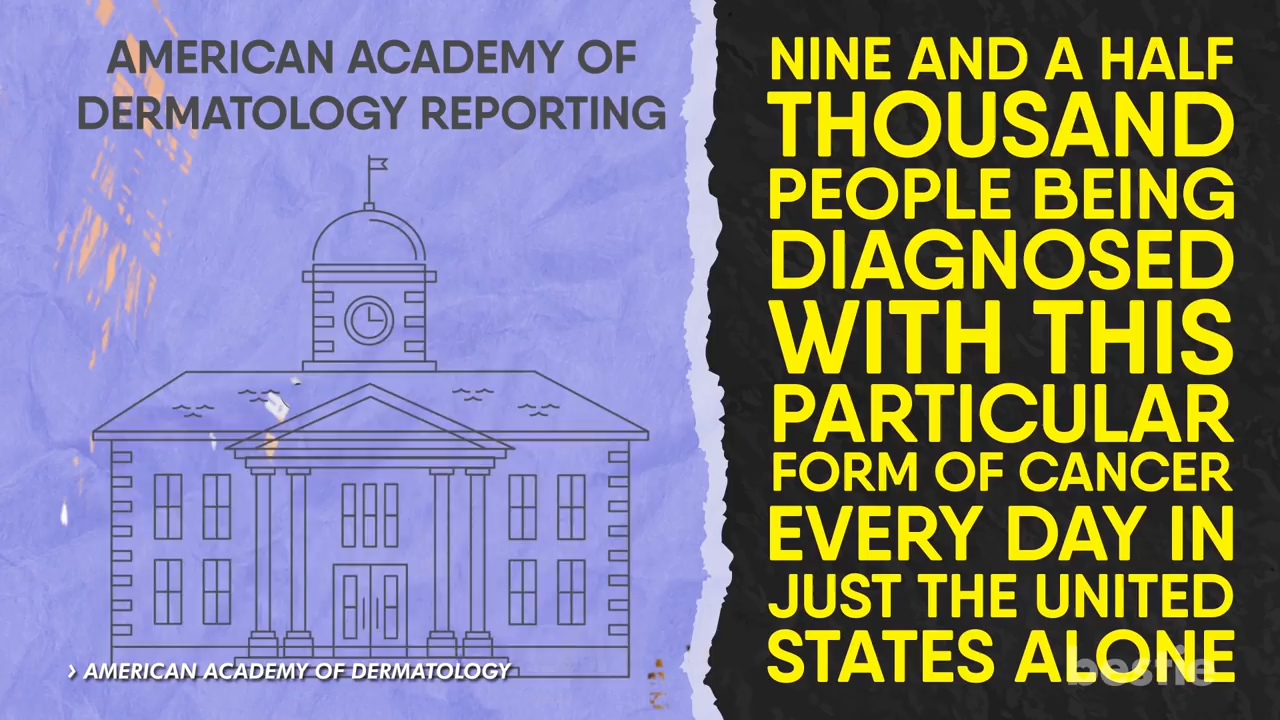 AMERICAN ACADEMY OF
DERMATOLOGY REPORTING
› AMERICAN ACADEMY OF DERMATOLOGY
NINE AND A HALF
THOUSAND
PEOPLE BEING
DIAGNOSED
WITH THIS
PARTICULAR
FORM OF CANCER
EVERY DAY IN
JUST THE UNITED
STATES ALONE
bestie